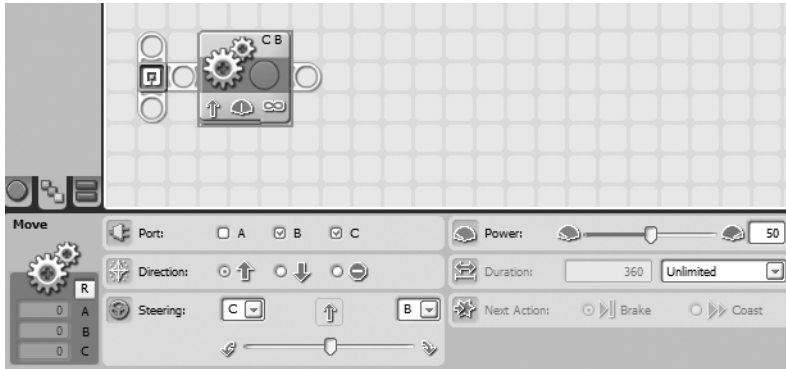 C B
Move
Port: A B C
Power: 50
R
Direction:
Duration: 360 Unlimited
0 A
Steering: C B
Next Action: Brake Coast
0 B
0 C